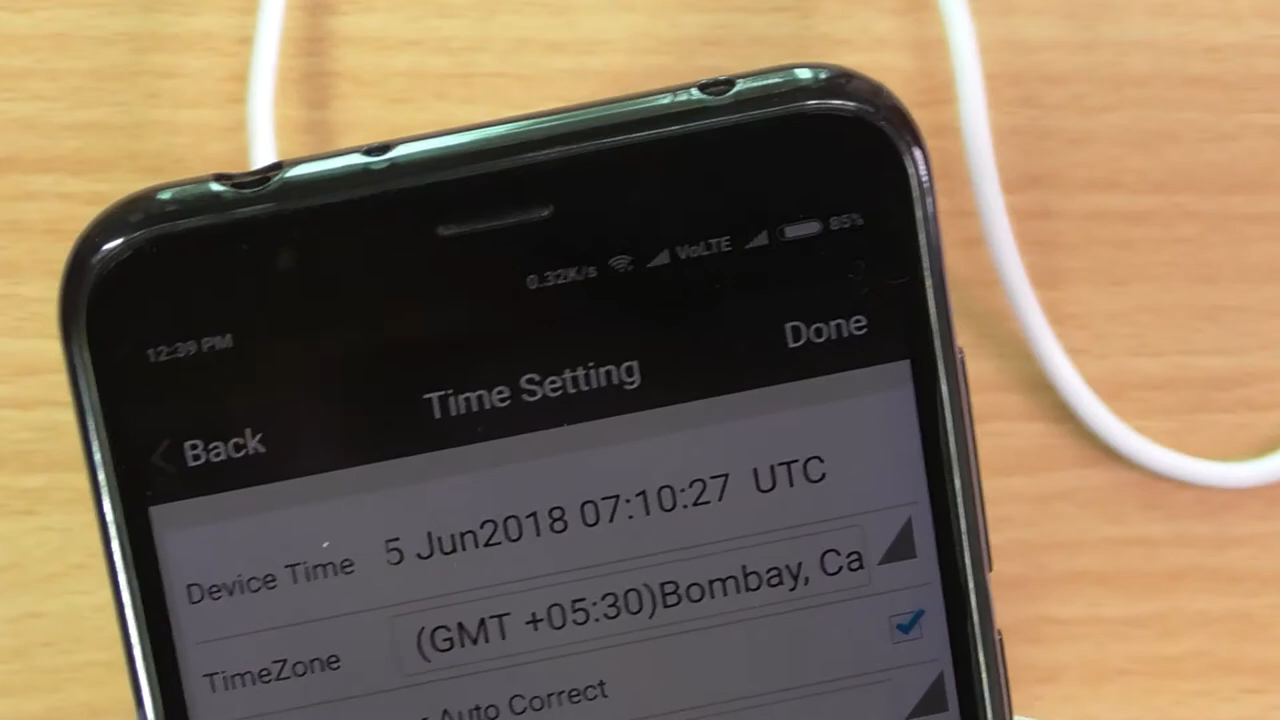 0.32K/s VoLTE 85%
12:39 PM
Done
Time Setting
Back
Device Time 5 Jun2018 07:10:27 UTC
TimeZone (GMT +05:30)Bombay, Ca
Auto Correct